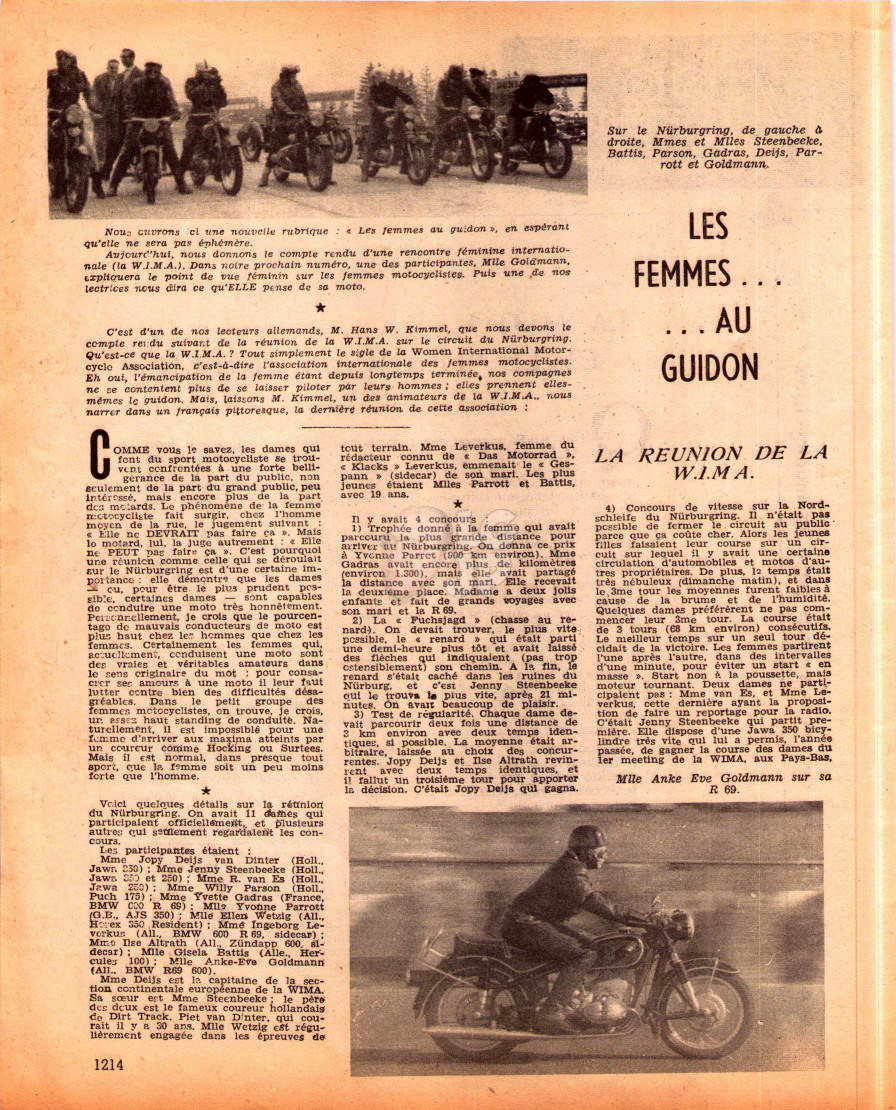 Sur le Nürburgring, de gauche à
droite, Mmes et Mlles Steenbeeke,
Battis, Parson, Gadras, Deijs, Par-
rott et Goldmann.
Nous ouvrons ici une nouvelle rubrique : « Les femmes au guidon », en espérant
qu'elle ne sera pas éphémère.
Aujourd'hui, nous donnons le compte rendu d'une rencontre féminine internatio-
nale (la W.I.M.A.). Dans notre prochain numéro, une des participantes, Mlle Goldmann,
expliquera le point de vue féminin sur les femmes motocyclistes. Puis une de nos
lectrices nous dira ce qu'ELLE pense de sa moto.
C'est d'un de nos lecteurs allemands, M. Hans W. Kimmel, que nous devons le
compte rendu suivant de la réunion de la W.I.M.A. sur le circuit du Nürburgring.
Qu'est-ce que la W.I.M.A. ? Tout simplement le sigle de la Women International Motor-
cycle Association, c'est-à-dire l'association internationale des femmes motocyclistes.
Eh oui, l'émancipation de la femme étant depuis longtemps terminée, nos compagnes
ne se contentent plus de se laisser piloter par leurs hommes ; elles prennent elles-
mêmes le guidon. Mais, laissons M. Kimmel, un des animateurs de la W.I.M.A., nous
narrer dans un français pittoresque, la dernière réunion de cette association :
LES
FEMMES ...
... AU
GUIDON
LA REUNION DE LA
W.I.M A.
COMME vous le savez, les dames qui
font du sport motocycliste se trou-
vent confrontées à une forte belli-
gérance de la part du public, non
seulement de la part du grand public, peu
intéressé, mais encore plus de la part
des motards. Le phénomène de la femme
motocycliste fait surgir, chez l'homme
moyen de la rue, le jugement suivant :
« Elle ne DEVRAIT pas faire ça ». Mais
le motard, lui, la juge autrement : « Elle
ne PEUT pas faire ça ». C'est pourquoi
une réunion comme celle qui se déroulait
sur le Nürburgring est d'une certaine im-
portance : elle démontre que les dames
— ou, pour être le plus prudent pos-
sible, certaines dames — sont capables
de conduire une moto très honnêtement.
Personnellement, je crois que le pourcen-
tage de mauvais conducteurs de moto est
plus haut chez les hommes que chez les
femmes. Certainement les femmes qui,
actuellement, conduisent une moto sont
des vraies et véritables amateurs dans
le sens originaire du mot : pour consa-
crer ses amours à une moto il leur faut
lutter contre bien des difficultés désa-
gréables. Dans le petit groupe des
femmes motocyclistes, on trouve, je crois,
un assez haut standing de conduite. Na-
turellement, il est impossible pour une
femme d'arriver aux maxima atteints par
un coureur comme Hocking ou Surtees.
Mais il est normal, dans presque tout
sport, que la femme soit un peu moins
forte que l'homme.
Voici quelques détails sur la réunion
du Nürburgring. On avait 11 dames qui
participaient officiellement, et plusieurs
autres qui seulement regardaient les con-
cours.
Les participantes étaient :
Mme Jopy Deijs van Dinter (Holl.,
Jawa 350) ; Mme Jenny Steenbeeke (Holl.,
Jawa 350 et 250) ; Mme R. van Es (Holl.,
Jawa 250) ; Mme Willy Parson (Holl.,
Puch 175) ; Mme Yvette Gadras (France,
BMW 600 R 69) ; Mlle Yvonne Parrott
(G.B., AJS 350) ; Mlle Ellen Wetzig (All.,
Horex 350 Resident) ; Mme Ingeborg Le-
verkus (All., BMW 600 R 69, sidecar) ;
Mme Ilse Altrath (All., Zündapp 600, si-
decar) ; Mlle Gisela Battis (Alle., Her-
cules 100) ; Mlle Anke-Eve Goldmann
(All., BMW R69 600).
Mme Deijs est la capitaine de la sec-
tion continentale européenne de la WIMA.
Sa sœur est Mme Steenbeeke ; le père
des deux est le fameux coureur hollandais
de Dirt Track, Piet van Dinter, qui cou-
rait il y a 30 ans. Mlle Wetzig est régu-
lièrement engagée dans les épreuves de
tout terrain. Mme Leverkus, femme du
rédacteur connu de « Das Motorrad »,
« Klacks » Leverkus, emmenait le « Ges-
pann » (sidecar) de son mari. Les plus
jeunes étaient Mlles Parrott et Battis,
avec 19 ans.
Il y avait 4 concours :
1) Trophée donné à la femme qui avait
parcouru la plus grande distance pour
arriver au Nürburgring. On donna ce prix
à Yvonne Parrot (900 km environ). Mme
Gadras avait encore plus de kilomètres
(environ 1.300), mais elle avait partagé
la distance avec son mari. Elle recevait
la deuxième place. Madame a deux jolis
enfants et fait de grands voyages avec
son mari et la R 69.
2) La « Fuchsjagd » (chasse au re-
nard). On devait trouver, le plus vite
possible, le « renard » qui était parti
une demi-heure plus tôt et avait laissé
des flèches qui indiquaient (pas trop
ostensiblement) son chemin. A la fin, le
renard s'était caché dans les ruines du
Nürburg, et c'est Jenny Steenbeeke
qui le trouva le plus vite, après 21 mi-
nutes. On avait beaucoup de plaisir.
3) Test de régularité. Chaque dame de-
vait parcourir deux fois une distance de
3 km environ avec deux temps iden-
tiques, si possible. La moyenne était ar-
bitraire, laissée au choix des concur-
rentes. Jopy Deijs et Ilse Altrath revin-
rent avec deux temps identiques, et
il fallut un troisième tour pour apporter
la décision. C'était Jopy Deijs qui gagna.
4) Concours de vitesse sur la Nord-
schleife du Nürburgring. Il n'était pas
possible de fermer le circuit au public
parce que ça coûte cher. Alors les jeunes
filles faisaient leur course sur un cir-
cuit sur lequel il y avait une certaine
circulation d'automobiles et motos d'au-
tres propriétaires. De plus, le temps était
très nébuleux (dimanche matin), et dans
le 3me tour les moyennes furent faibles à
cause de la brume et de l'humidité.
Quelques dames préférèrent ne pas com-
mencer leur 3me tour. La course était
de 3 tours (68 km environ) consécutifs.
Le meilleur temps sur un seul tour dé-
cidait de la victoire. Les femmes partirent
l'une après l'autre, dans des intervalles
d'une minute, pour éviter un start « en
masse ». Start non à la poussette, mais
moteur tournant. Deux dames ne parti-
cipaient pas : Mme van Es, et Mme Le-
verkus, cette dernière ayant la proposi-
tion de faire un reportage pour la radio.
C'était Jenny Steenbeeke qui partit pre-
mière. Elle dispose d'une Jawa 350 bicy-
lindre très vite qui lui a permis, l'année
passée, de gagner la course des dames du
1er meeting de la WIMA, aux Pays-Bas,
Mlle Anke Eve Goldmann sur sa
R 69.
1214